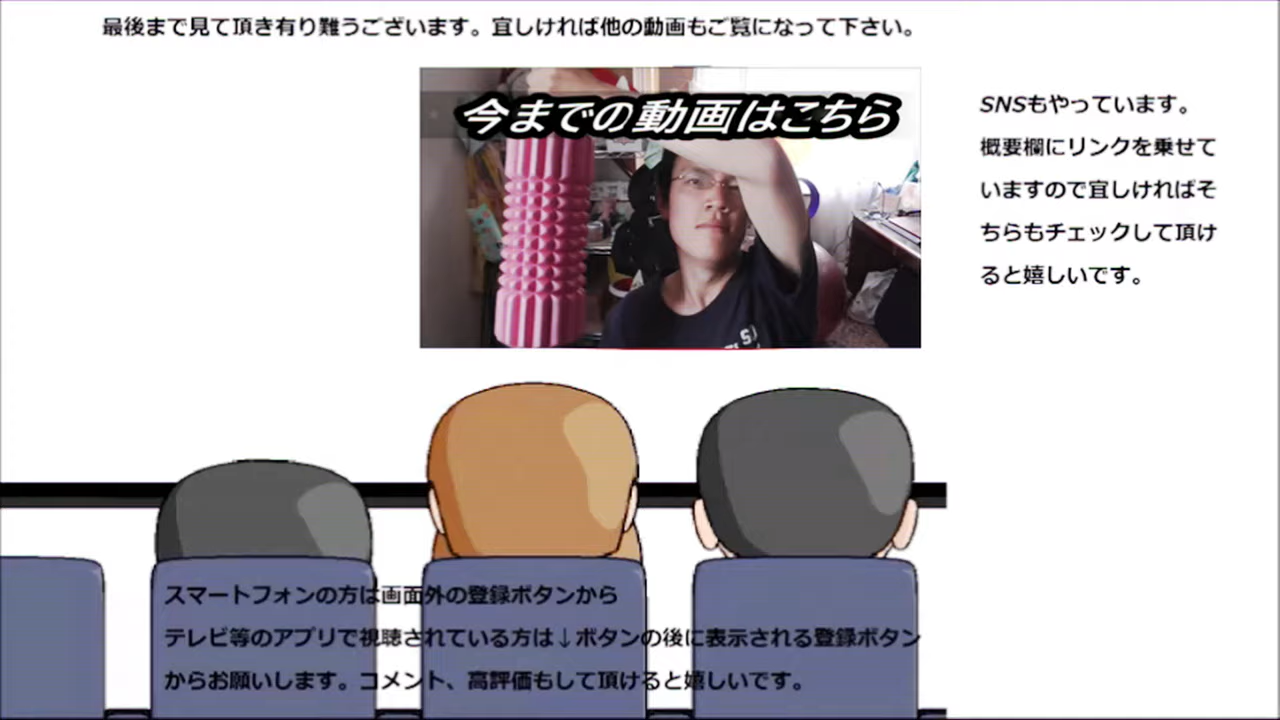 最後まで見て頂き有り難うございます。宜しければ他の動画もご覧になって下さい。
今までの動画はこちら
SNSもやっています。
概要欄にリンクを乗せて
いますので宜しければそ
ちらもチェックして頂け
ると嬉しいです。
スマートフォンの方は画面外の登録ボタンから
テレビ等のアプリで視聴されている方は↓ボタンの後に表示される登録ボタン
からお願いします。コメント、高評価もして頂けると嬉しいです。